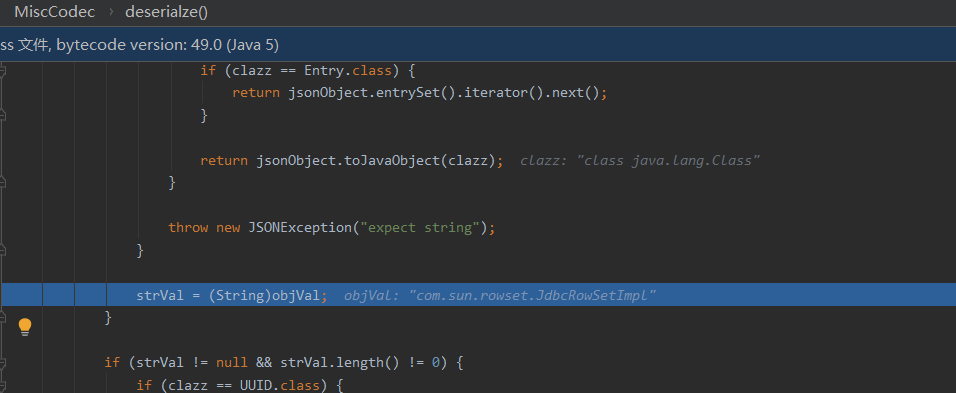 MiscCodec › deserialze()
ss 文件, bytecode version: 49.0 (Java 5)
if (clazz == Entry.class) {
return jsonObject.entrySet().iterator().next();
}
return jsonObject.toJavaObject(clazz); clazz: "class java.lang.Class"
}
throw new JSONException("expect string");
}
strVal = (String)objVal; objVal: "com.sun.rowset.JdbcRowSetImpl"
}
if (strVal != null && strVal.length() != 0) {
if (clazz == UUID.class) {